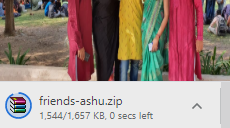 friends-ashu.zip
1,544/1,657 KB, 0 secs left